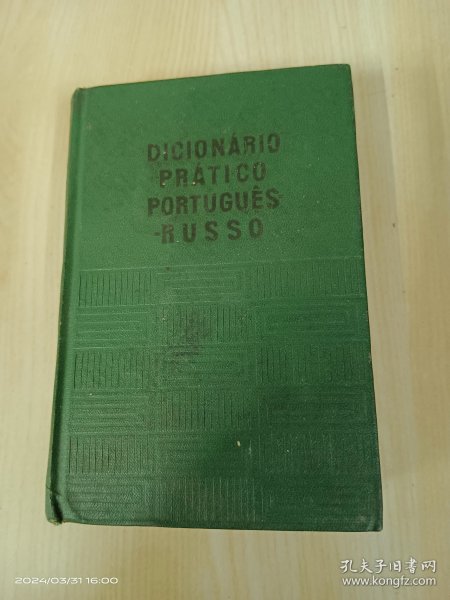 DICIONÁRIO
PRÁTICO
PORTUGUÊS
-RUSSO
2024/03/31 16:00
孔夫子旧书网
www.kongfz.com